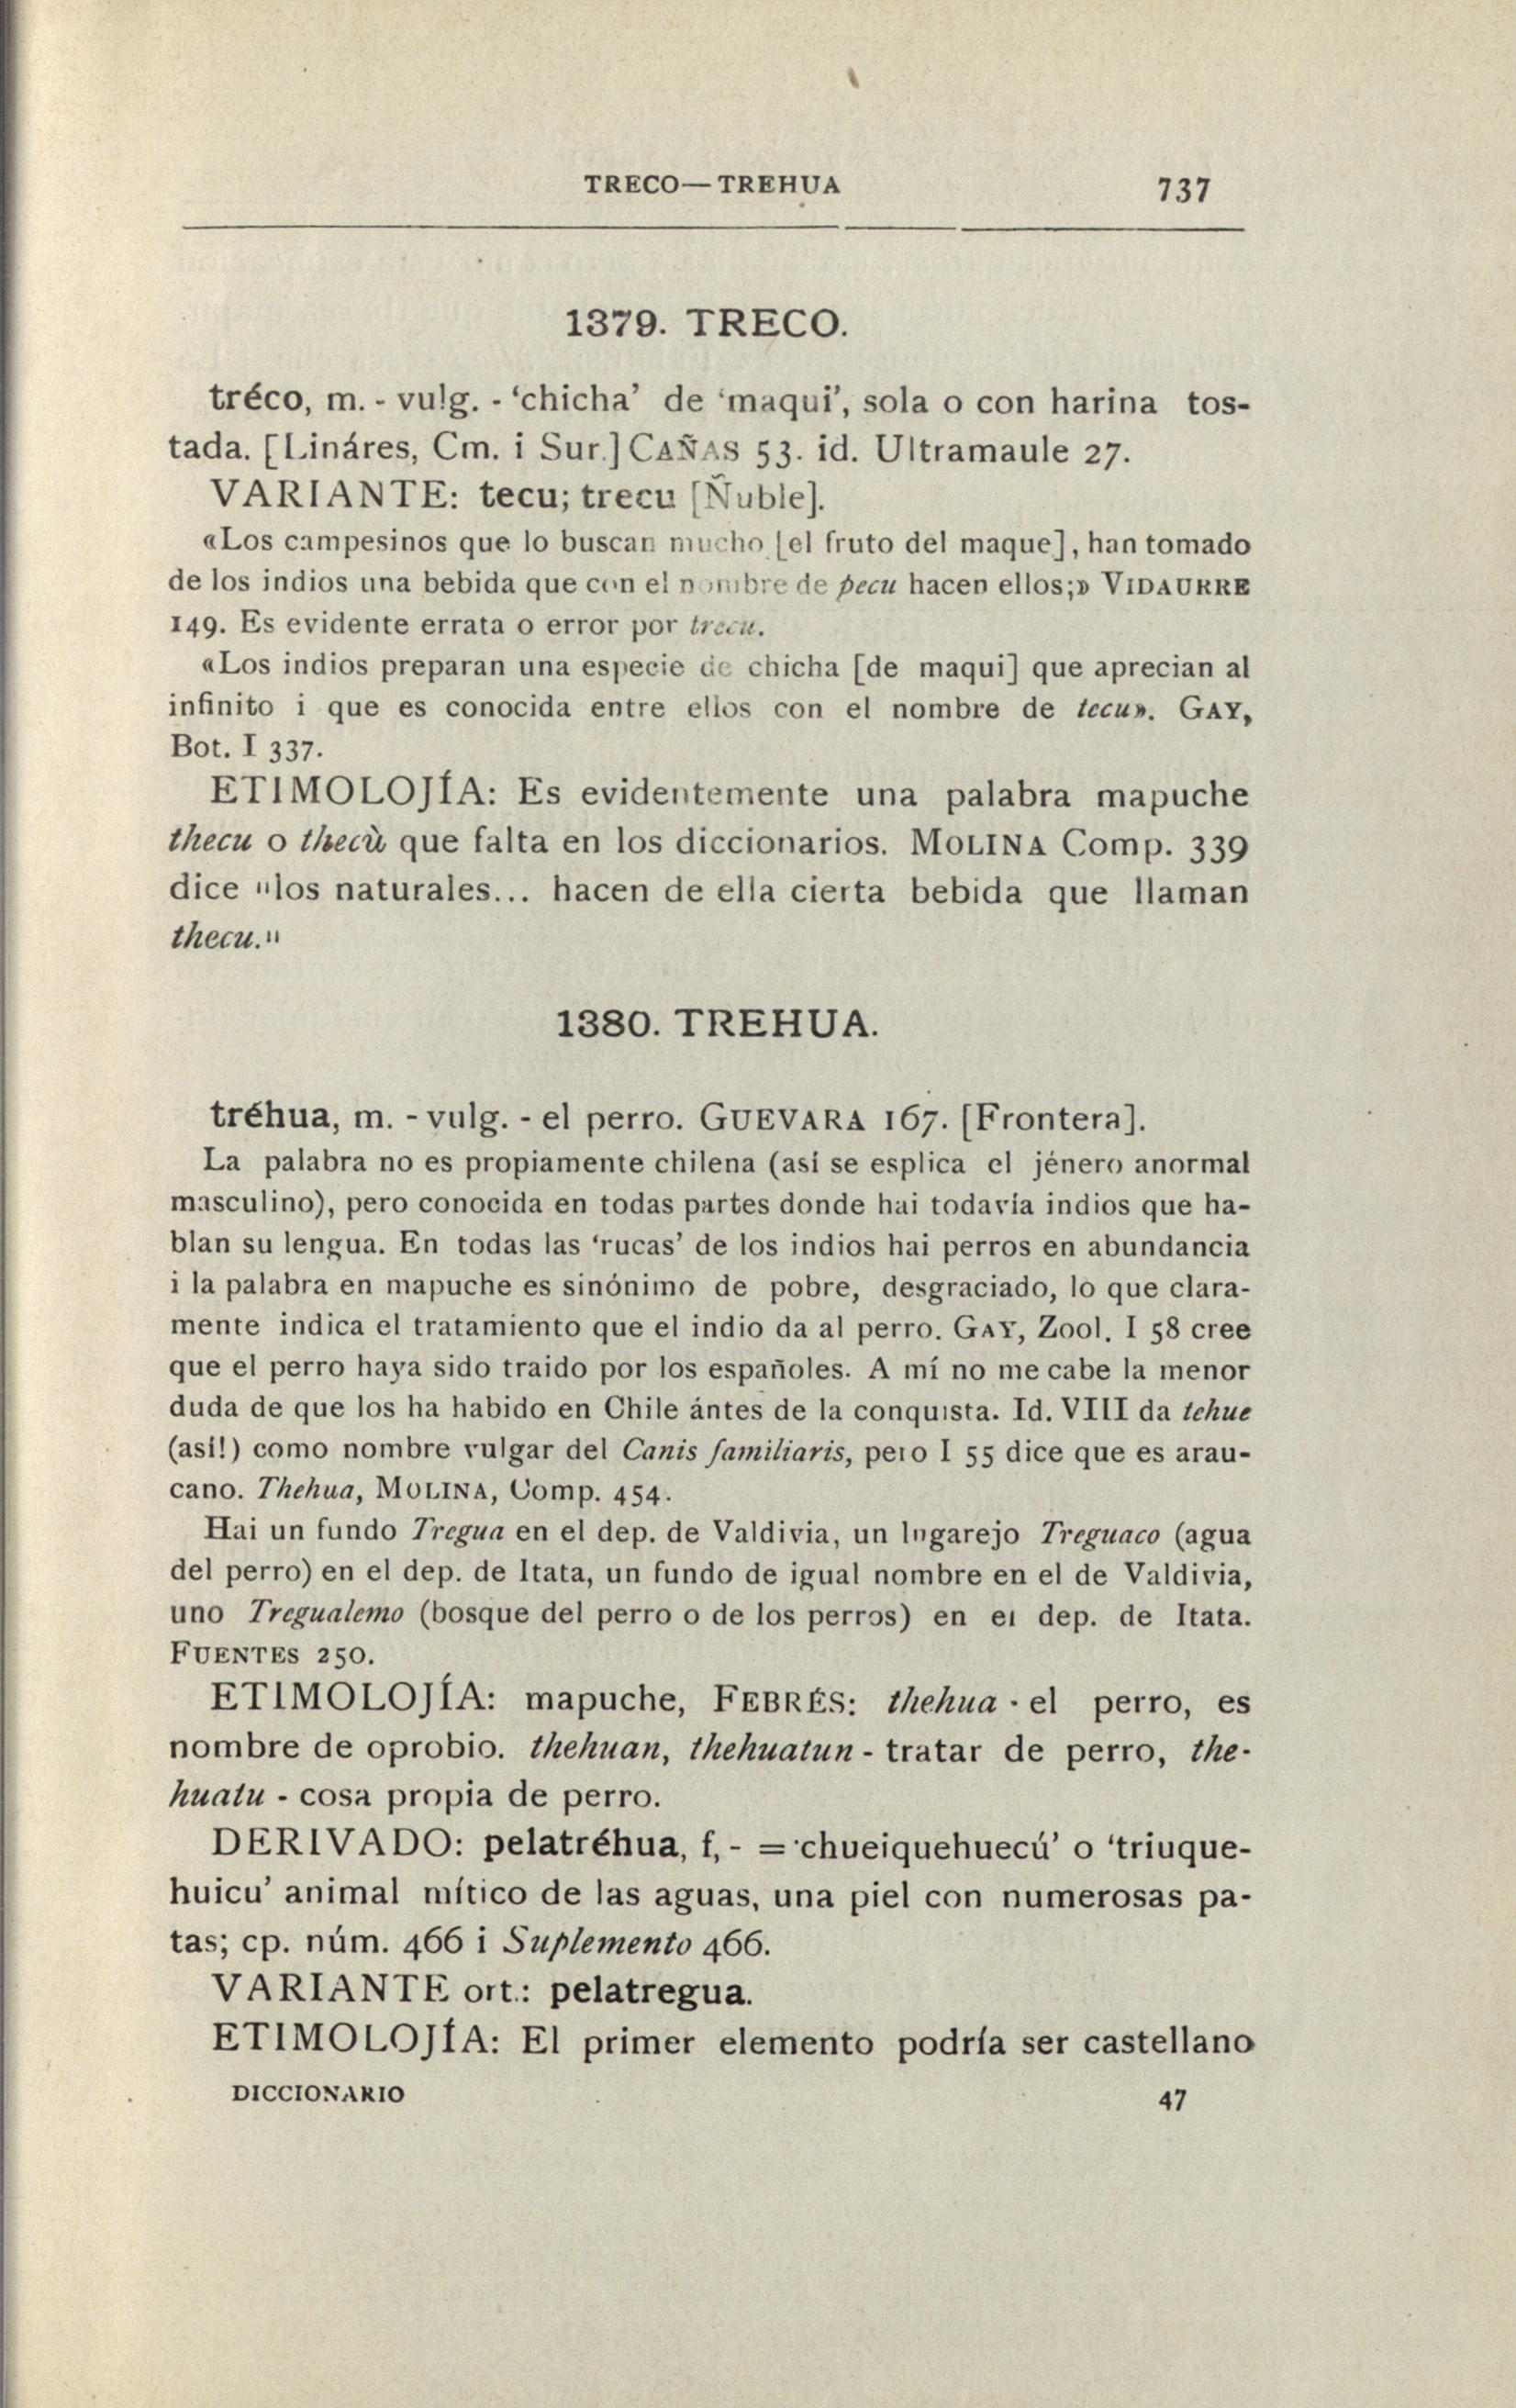 TRECO—TREHUA 737
1379. TRECO.
tréco, m. - vulg. - ‘chicha’ de ‘maqui’, sola o con harina tos-
tada. [Lináres, Cm. i Sur.] CAÑAS 53. id. Ultramaule 27.
VARIANTE: tecu; trecu [Ñuble].
«Los campesinos que lo buscan mucho [el fruto del maque], han tomado
de los indios una bebida que con el nombre de pecu hacen ellos;» VIDAURRE
149. Es evidente errata o error por trecu.
«Los indios preparan una especie de chicha [de maqui] que aprecian al
infinito i que es conocida entre ellos con el nombre de tecu». GAY,
Bot. I 337.
ETIMOLOJÍA: Es evidentemente una palabra mapuche
thecu o thecù que falta en los diccionarios. MOLINA Comp. 339
dice "los naturales... hacen de ella cierta bebida que llaman
thecu."
1380. TREHUA.
tréhua, m. - vulg. - el perro. GUEVARA 167. [Frontera].
La palabra no es propiamente chilena (así se esplica el jénero anormal
masculino), pero conocida en todas partes donde hai todavía indios que ha-
blan su lengua. En todas las ‘rucas’ de los indios hai perros en abundancia
i la palabra en mapuche es sinónimo de pobre, desgraciado, lo que clara-
mente indica el tratamiento que el indio da al perro. GAY, Zool. I 58 cree
que el perro haya sido traido por los españoles. A mí no me cabe la menor
duda de que los ha habido en Chile ántes de la conquista. Id. VIII da tehue
(así!) como nombre vulgar del Canis familiaris, pero I 55 dice que es arau-
cano. Thehua, MOLINA, Comp. 454.
Hai un fundo Tregua en el dep. de Valdivia, un lugarejo Treguaco (agua
del perro) en el dep. de Itata, un fundo de igual nombre en el de Valdivia,
uno Tregualemo (bosque del perro o de los perros) en el dep. de Itata.
FUENTES 250.
ETIMOLOJÍA: mapuche, FEBRÉS: thehua - el perro, es
nombre de oprobio. thehuan, thehuatun - tratar de perro, the-
huatu - cosa propia de perro.
DERIVADO: pelatréhua, f, - = ‘chueiquehuecú’ o ‘triuque-
huicu’ animal mítico de las aguas, una piel con numerosas pa-
tas; cp. núm. 466 i Suplemento 466.
VARIANTE ort.: pelatregua.
ETIMOLOJÍA: El primer elemento podría ser castellano
DICCIONARIO 47